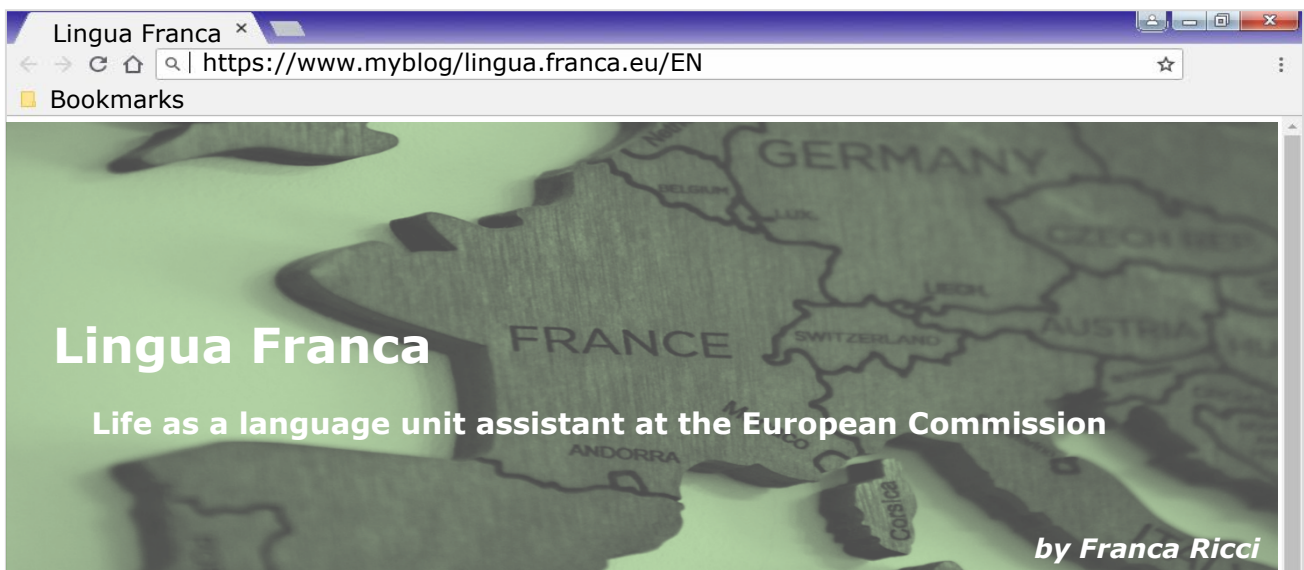 Lingua Franca
https://www.myblog/lingua.franca.eu/EN
Bookmarks
GERMANY
BELGIUM
LUX.
CZECH REP.
LIECH.
FRANCE
SWITZERLAND
AUSTRIA
Lingua Franca
Life as a language unit assistant at the European Commission
ANDORRA
Corsica
by Franca Ricci